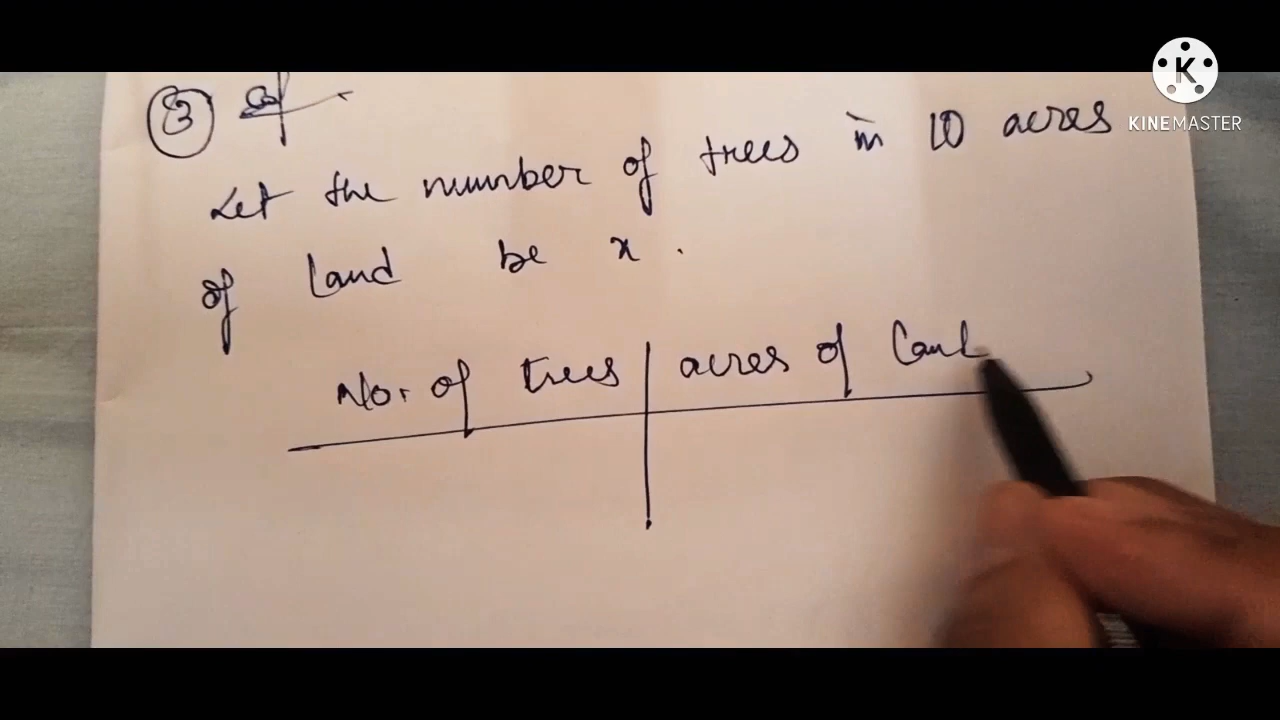 ③ Sol
Let the number of trees in 10 acres
of land be x.
No. of trees | acres of land
K
KINEMASTER